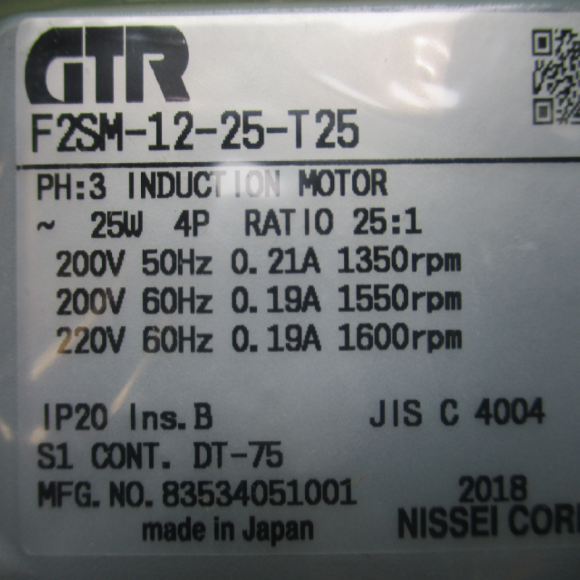 GTR
F2SM-12-25-T25
PH:3 INDUCTION MOTOR
~ 25W 4P RATIO 25:1
200V 50Hz 0.21A 1350rpm
200V 60Hz 0.19A 1550rpm
220V 60Hz 0.19A 1600rpm
IP20 Ins.B JIS C 4004
S1 CONT. DT-75
MFG.NO.83534051001 2018
made in Japan NISSEI COR